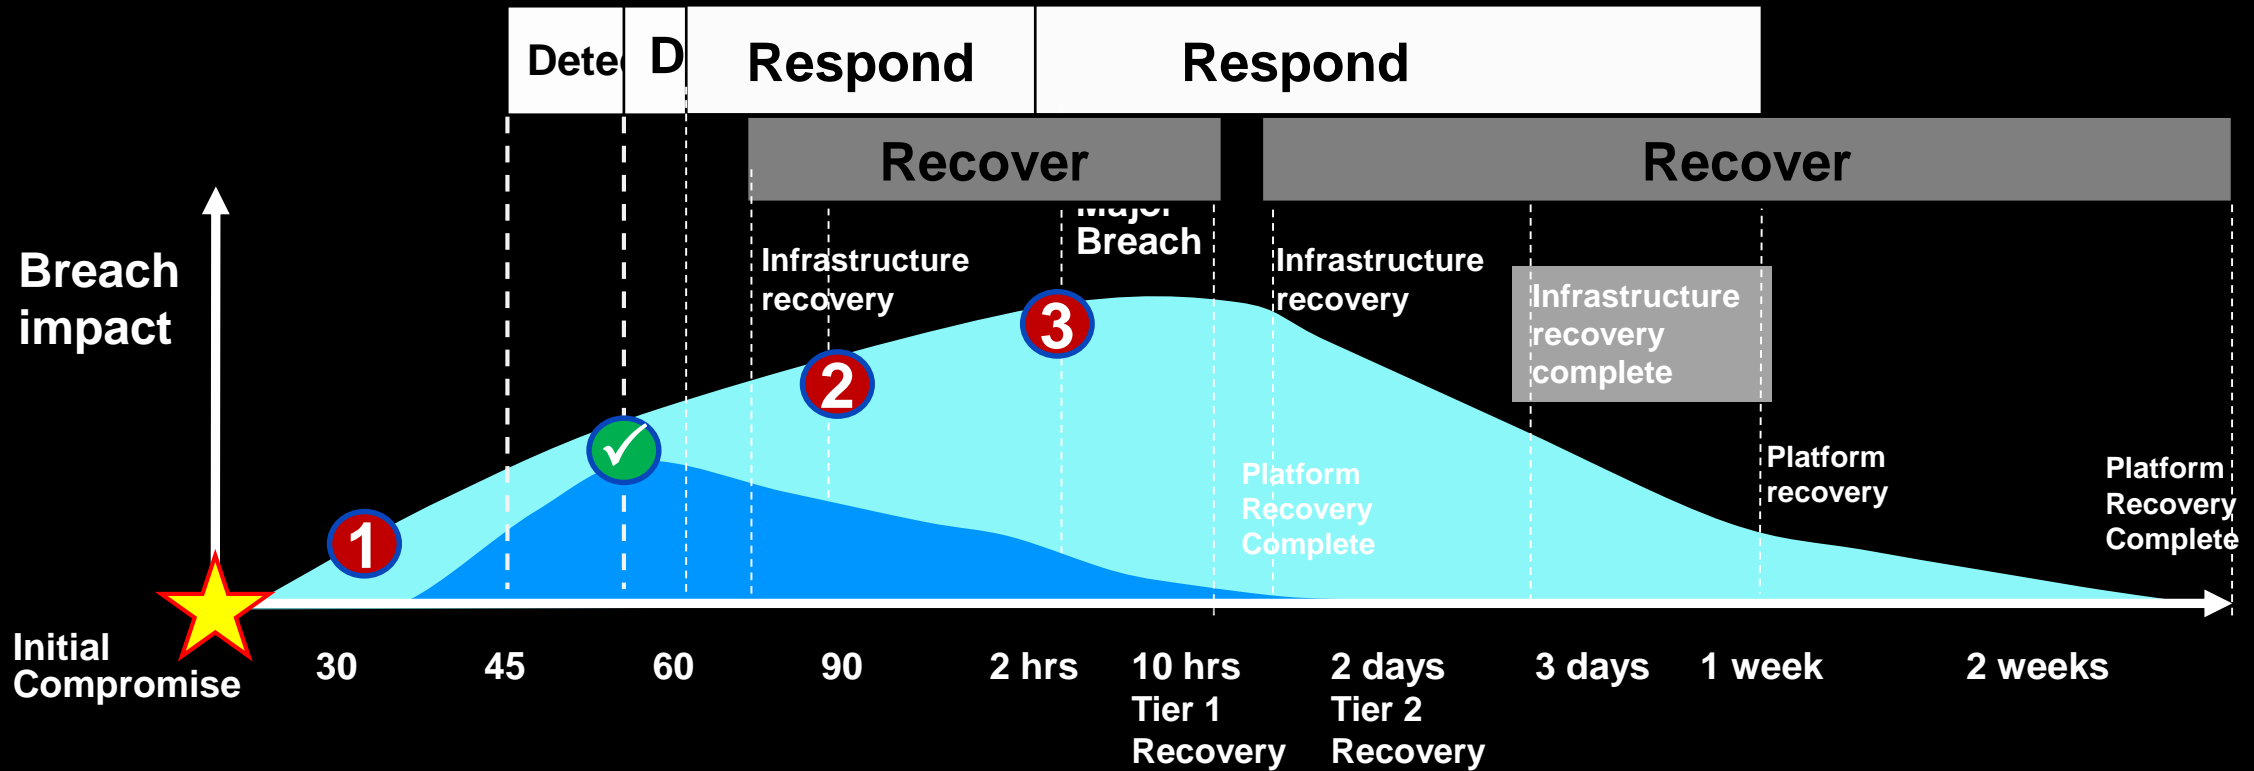 Dete
D
Respond
Respond
Recover
Recover
Major
Breach
Breach
impact
Infrastructure
recovery
Infrastructure
recovery
Infrastructure
recovery
complete
3
2
1
Platform
Recovery
Complete
Platform
recovery
Platform
Recovery
Complete
Initial
Compromise
30
45
60
90
2 hrs
10 hrs
Tier 1
Recovery
2 days
Tier 2
Recovery
3 days
1 week
2 weeks